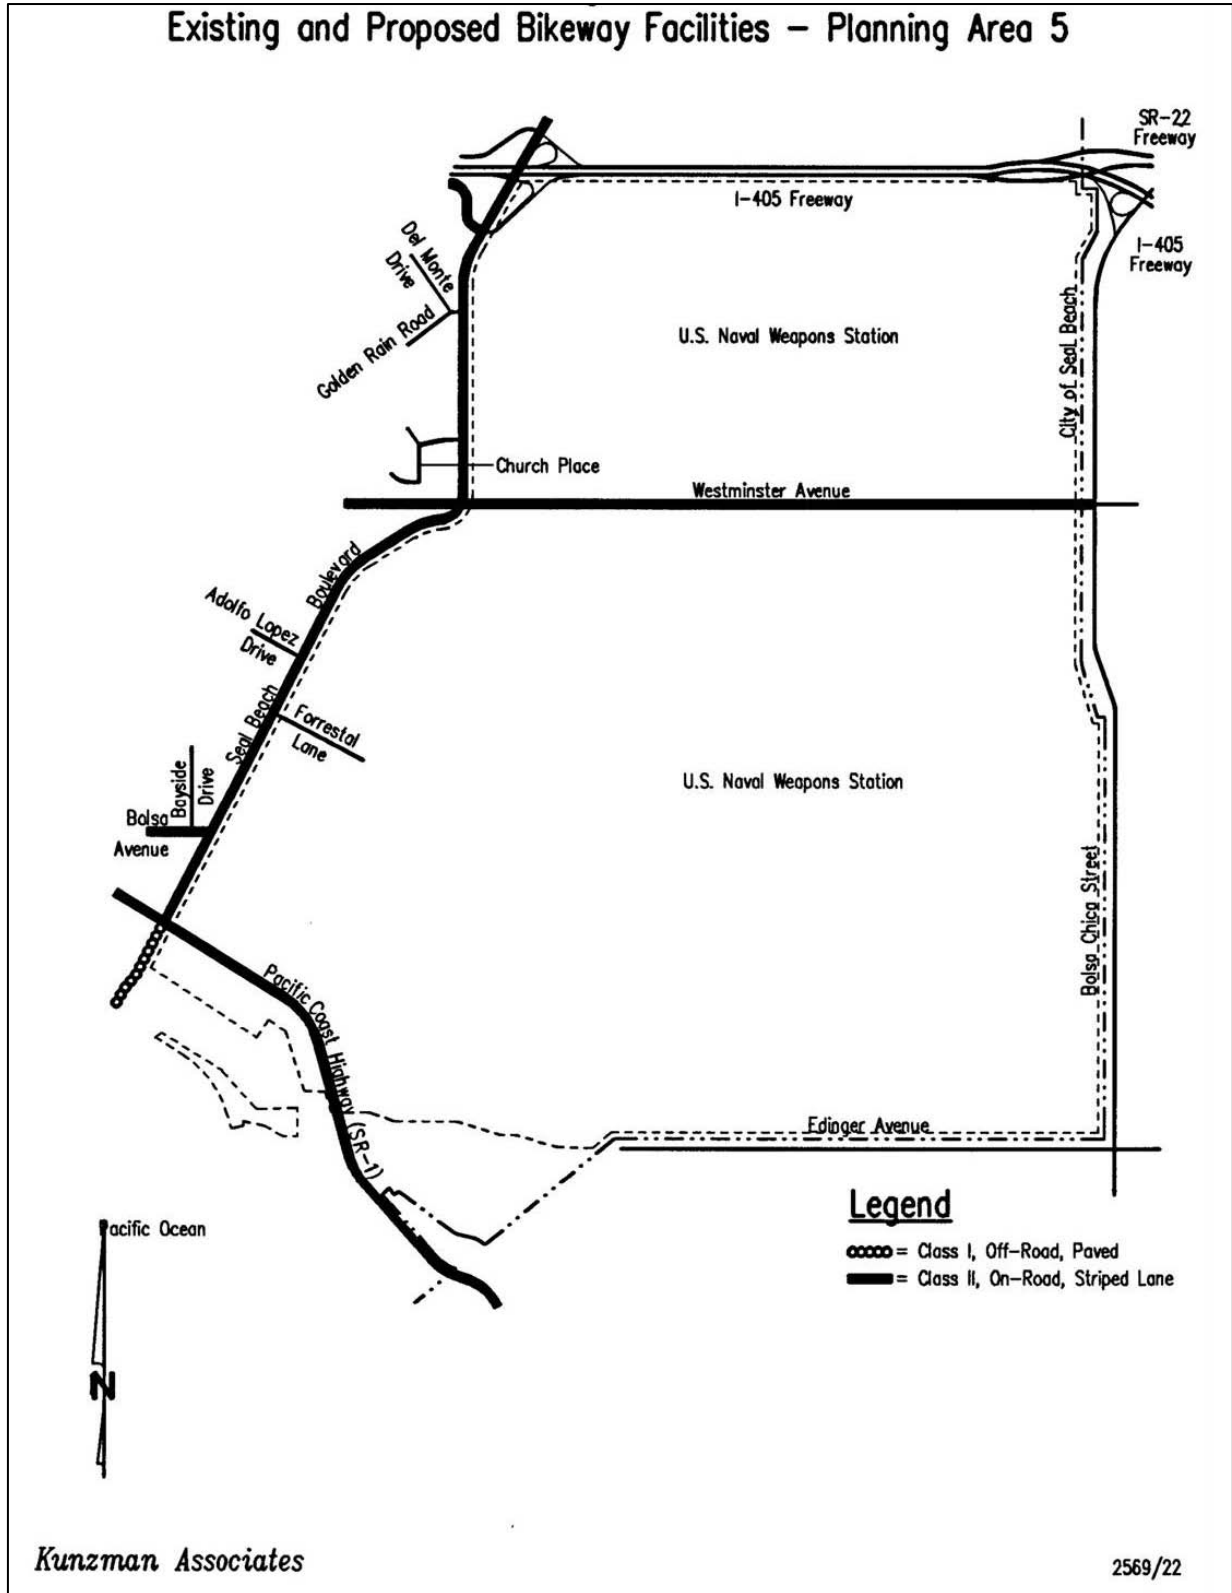 Existing and Proposed Bikeway Facilities – Planning Area 5
SR-22
Freeway
I-405 Freeway
I-405
Freeway
Del Monte
Drive
Golden Rain Road
U.S. Naval Weapons Station
City of Seal Beach
Church Place
Westminster Avenue
Boulevard
Adolfo Lopez
Drive
Seal Beach
Forrestal
Lane
Bayside
Drive
Bolsa
Avenue
U.S. Naval Weapons Station
Bolsa Chica Street
Pacific Coast Highway (SR-1)
Edinger Avenue
Pacific Ocean
Legend
= Class I, Off-Road, Paved
= Class II, On-Road, Striped Lane
N
Kunzman Associates
2569/22